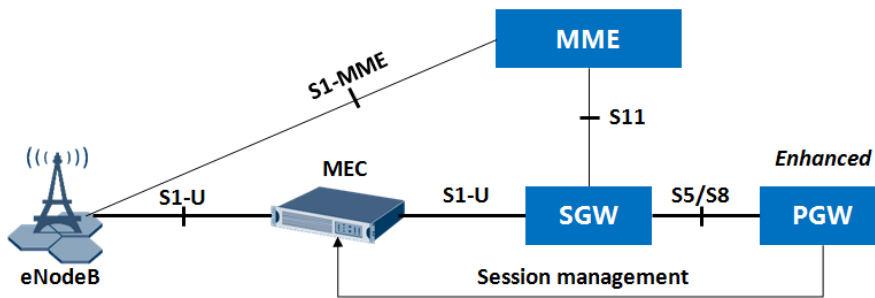 MME
S1-MME
S11
MEC
Enhanced
S1-U
S1-U
SGW
S5/S8
PGW
eNodeB
Session management